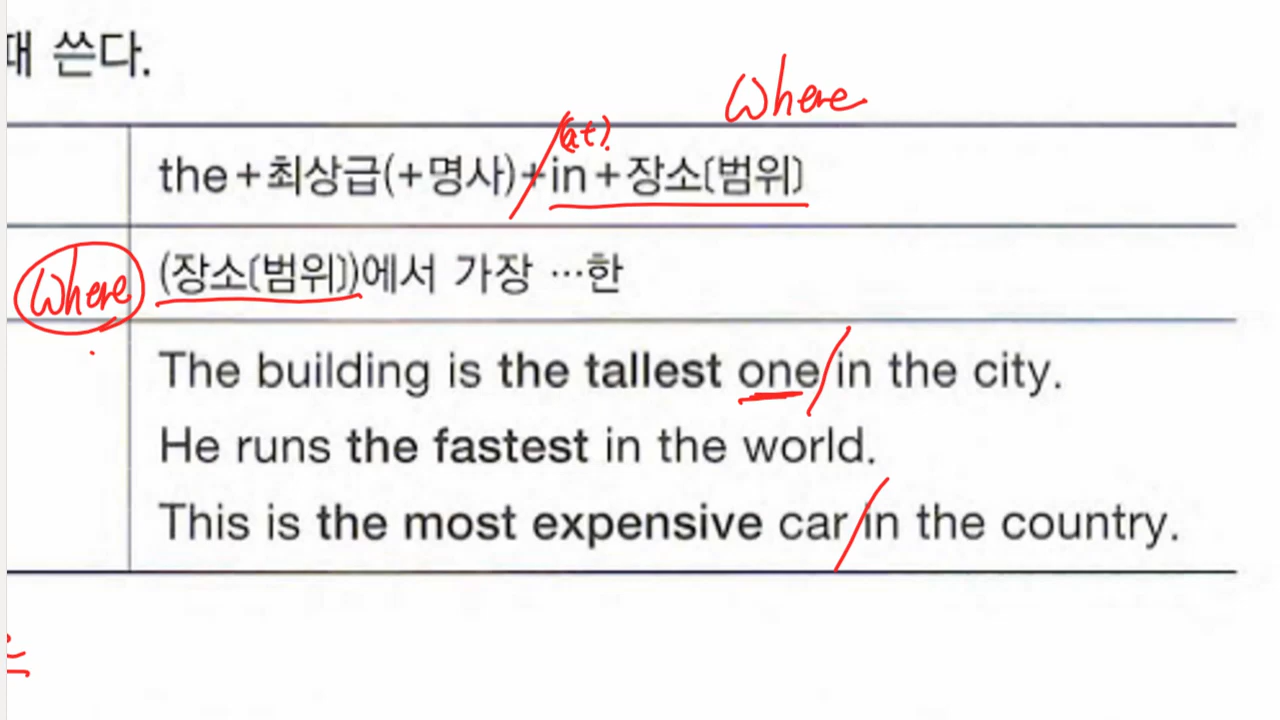 때 쓴다.
Where
(at).
the+최상급(+명사)+in+장소[범위]
Where
(장소[범위])에서 가장 …한
The building is the tallest one in the city.
He runs the fastest in the world.
This is the most expensive car in the country.